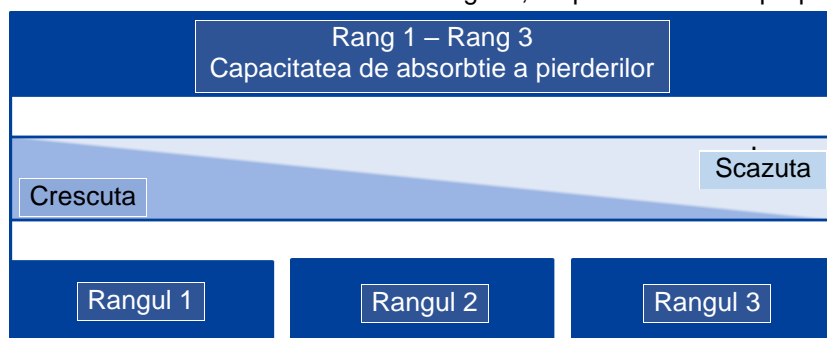 Rang 1 – Rang 3
Capacitatea de absorbtie a pierderilor
Scazuta
Crescuta
Rangul 1
Rangul 2
Rangul 3